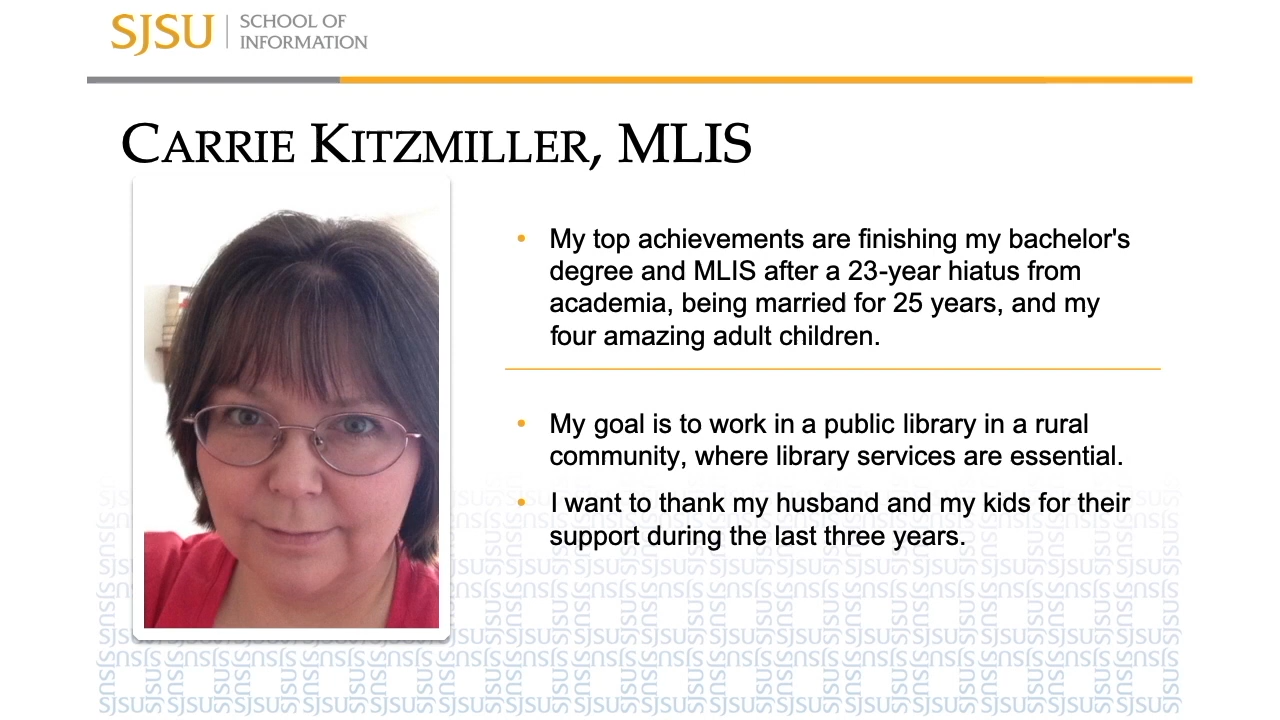 SJSU SCHOOL OF
INFORMATION
CARRIE KITZMILLER, MLIS
• My top achievements are finishing my bachelor's
degree and MLIS after a 23-year hiatus from
academia, being married for 25 years, and my
four amazing adult children.
• My goal is to work in a public library in a rural
community, where library services are essential.
• I want to thank my husband and my kids for their
support during the last three years.